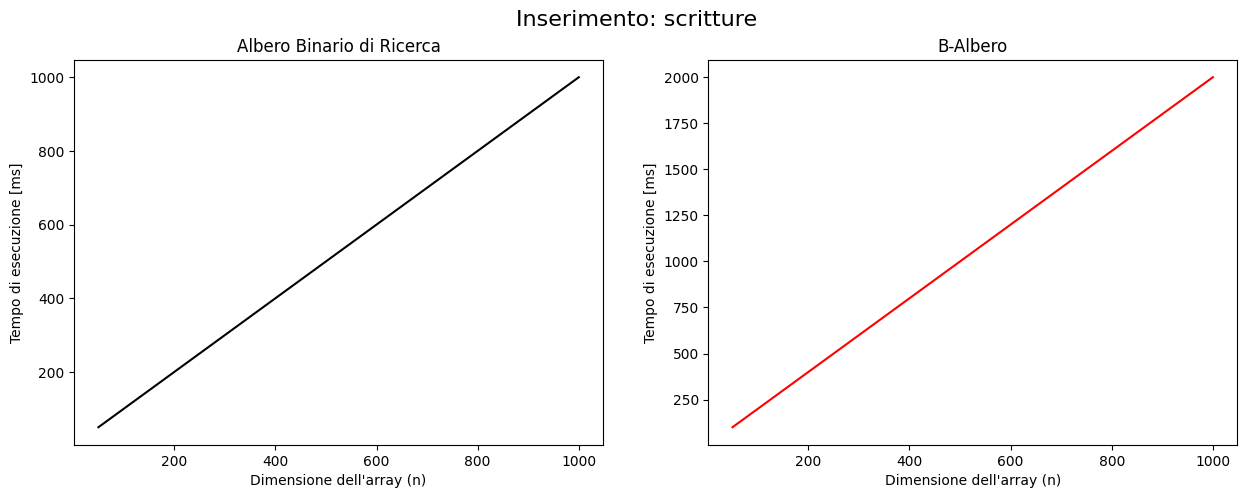 Inserimento: scritture
Albero Binario di Ricerca
1000
800
600
400
200
Tempo di esecuzione [ms]
200 400 600 800 1000
Dimensione dell'array (n)
B-Albero
2000
1750
1500
1250
1000
750
500
250
Tempo di esecuzione [ms]
200 400 600 800 1000
Dimensione dell'array (n)